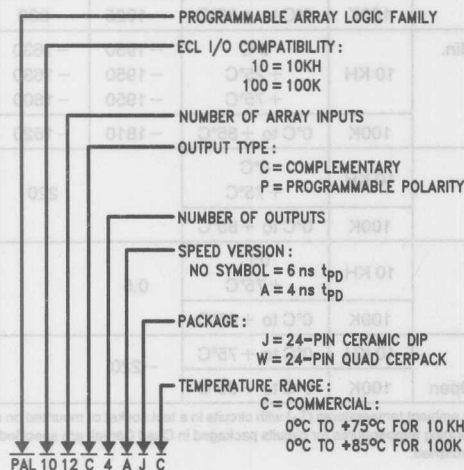 PROGRAMMABLE ARRAY LOGIC FAMILY
ECL I/O COMPATIBILITY:
10 = 10KH
100 = 100K
NUMBER OF ARRAY INPUTS
OUTPUT TYPE:
C = COMPLEMENTARY
P = PROGRAMMABLE POLARITY
NUMBER OF OUTPUTS
SPEED VERSION:
NO SYMBOL = 6 ns tPD
A = 4 ns tPD
PACKAGE:
J = 24-PIN CERAMIC DIP
W = 24-PIN QUAD CERPACK
TEMPERATURE RANGE:
C = COMMERCIAL:
0°C TO +75°C FOR 10 KH
0°C TO +85°C FOR 100K
PAL 10 12 C 4 A J C